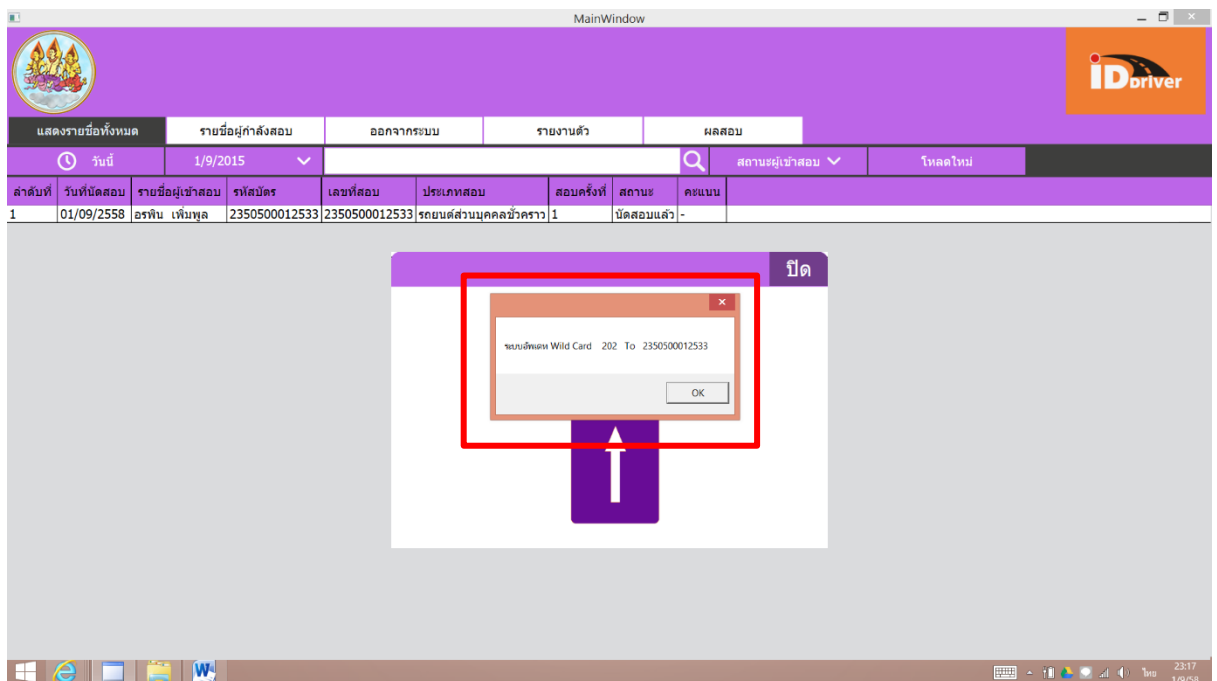 MainWindow
iDDriver
แสดงรายชื่อทั้งหมด รายชื่อผู้กำลังสอบ ออกจากระบบ รายงานตัว ผลสอบ
วันนี้ 1/9/2015 สถานะผู้เข้าสอบ โหลดใหม่
ลำดับที่ วันที่นัดสอบ รายชื่อผู้เข้าสอบ รหัสบัตร เลขที่สอบ ประเภทสอบ สอบครั้งที่ สถานะ คะแนน
1 01/09/2558 อรพิน เพิ่มพูล 2350500012533 2350500012533 รถยนต์ส่วนบุคคลชั่วคราว 1 นัดสอบแล้ว -
ปิด
ระบบอัพเดท Wild Card 202 To 2350500012533
OK
W
23:17
ไทย
1/9/58